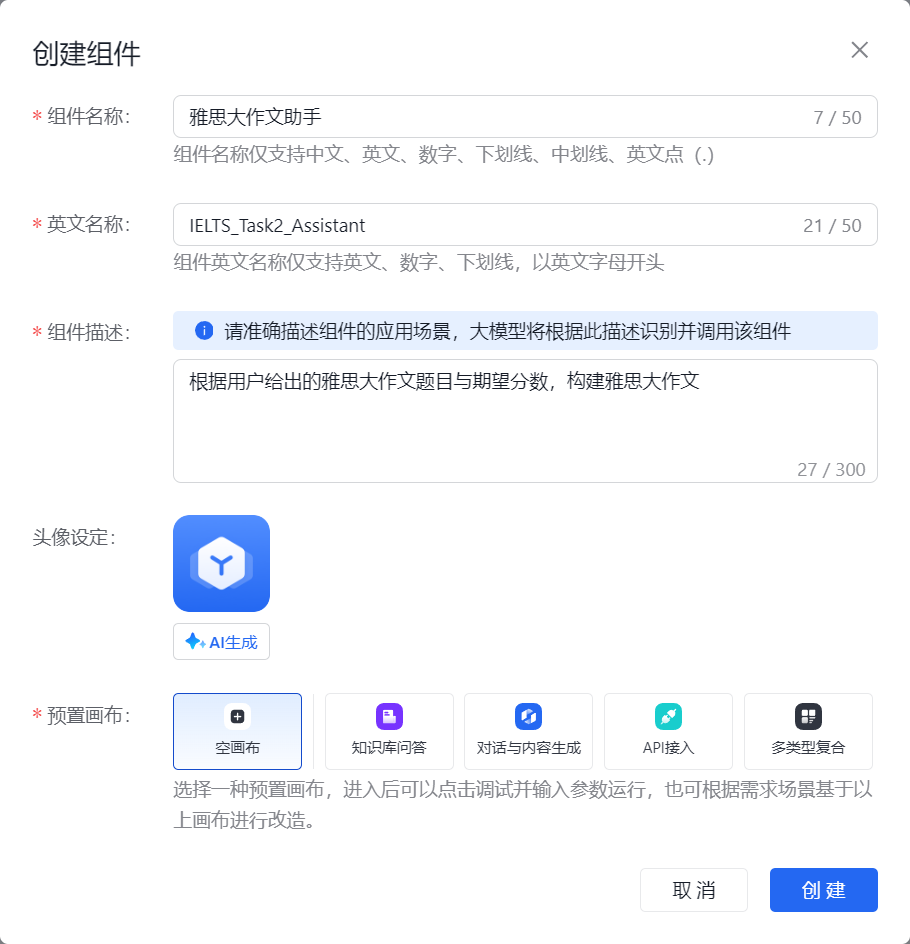 创建组件
* 组件名称：
雅思大作文助手
7 / 50
组件名称仅支持中文、英文、数字、下划线、中划线、英文点（.）
* 英文名称：
IELTS_Task2_Assistant
21 / 50
组件英文名称仅支持英文、数字、下划线，以英文字母开头
* 组件描述：
请准确描述组件的应用场景，大模型将根据此描述识别并调用该组件
根据用户给出的雅思大作文题目与期望分数，构建雅思大作文
27 / 300
头像设定：
AI生成
* 预置画布：
空画布
知识库问答
对话与内容生成
API接入
多类型复合
选择一种预置画布，进入后可以点击调试并输入参数运行，也可根据需求场景基于以
上画布进行改造。
取 消
创 建